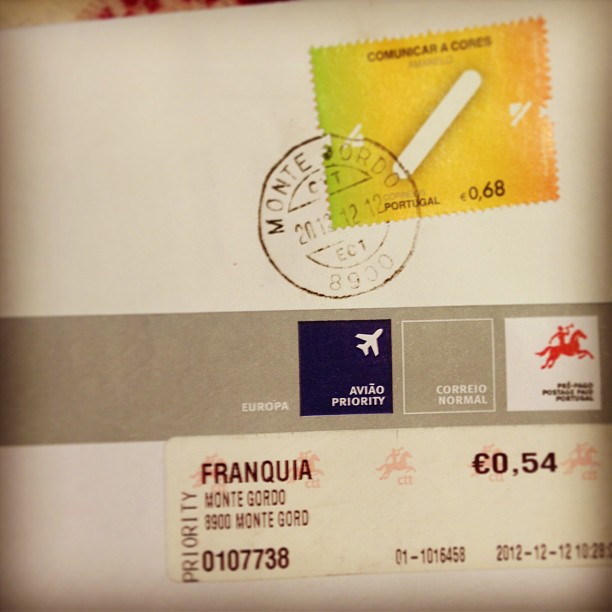 COMUNICAR A CORES
AMARELO
CORREIOS
PORTUGAL €0,68
MONTE GORDO
CTT
2012 12 12
ECT
8900
EUROPA
AVIÃO
PRIORITY
CORREIO
NORMAL
PRÉ-PAGO
POSTAGE PAID
PORTUGAL
PRIORITY
FRANQUIA €0,54
MONTE GORDO
8900 MONTE GORD
0107738 01-1016458 2012-12-12 10:28:
ctt
ctt
ctt